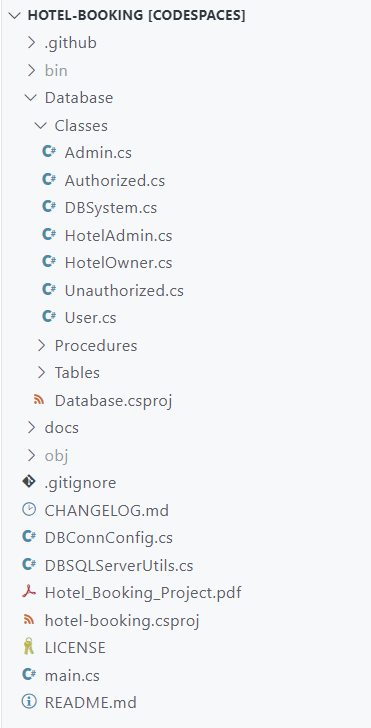 HOTEL-BOOKING [CODESPACES]
.github
bin
Database
Classes
C# Admin.cs
C# Authorized.cs
C# DBSystem.cs
C# HotelAdmin.cs
C# HotelOwner.cs
C# Unauthorized.cs
C# User.cs
Procedures
Tables
Database.csproj
docs
obj
.gitignore
CHANGELOG.md
C# DBConnConfig.cs
C# DBSQLServerUtils.cs
Hotel_Booking_Project.pdf
hotel-booking.csproj
LICENSE
C# main.cs
README.md